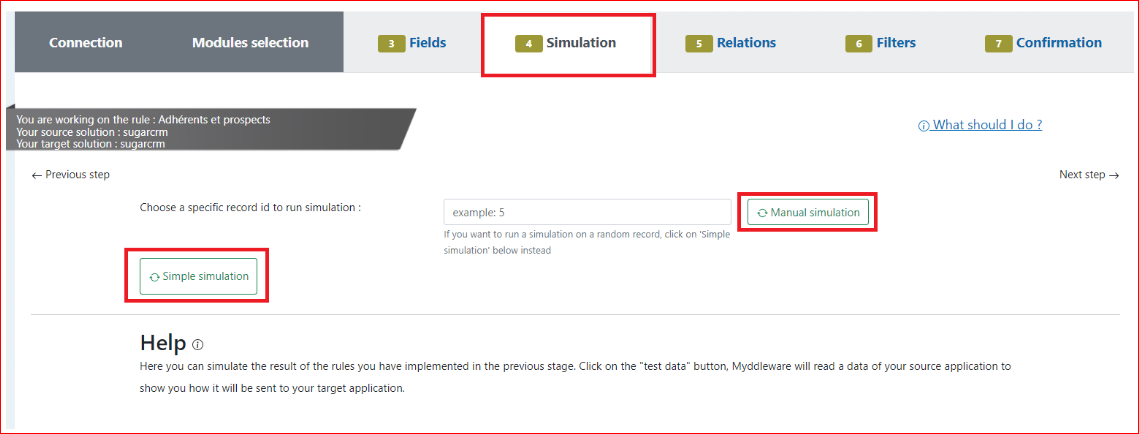 Connection
Modules selection
3 Fields
4 Simulation
5 Relations
6 Filters
7 Confirmation
You are working on the rule : Adhérents et prospects
Your source solution : sugarcrm
Your target solution : sugarcrm
What should I do ?
← Previous step
Next step →
Choose a specific record id to run simulation :
example: 5
Manual simulation
If you want to run a simulation on a random record, click on 'Simple
simulation' below instead
Simple simulation
Help
Here you can simulate the result of the rules you have implemented in the previous stage. Click on the "test data" button, Myddleware will read a data of your source application to
show you how it will be sent to your target application.